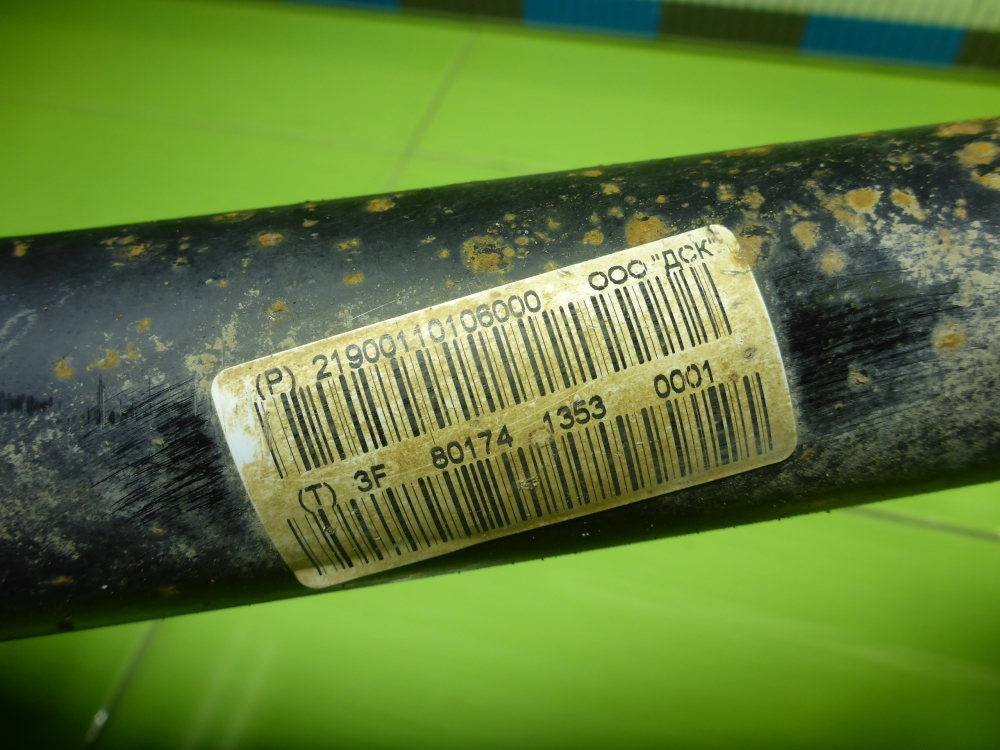 (P) 21900110106000 ООО "ДСК"
(T) 3F 80174 1353 0001